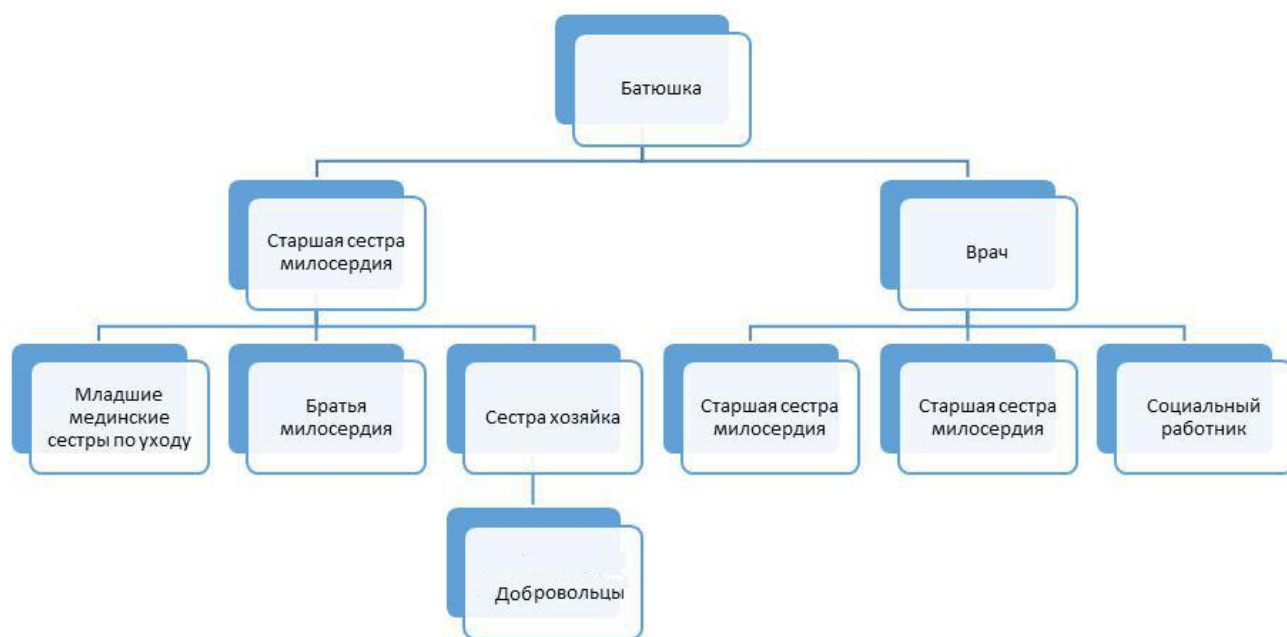 Батюшка
Старшая сестра
милосердия
Врач
Младшие
мединские
сестры по уходу
Братья
милосердия
Сестра хозяйка
Старшая сестра
милосердия
Старшая сестра
милосердия
Социальный
работник
Добровольцы